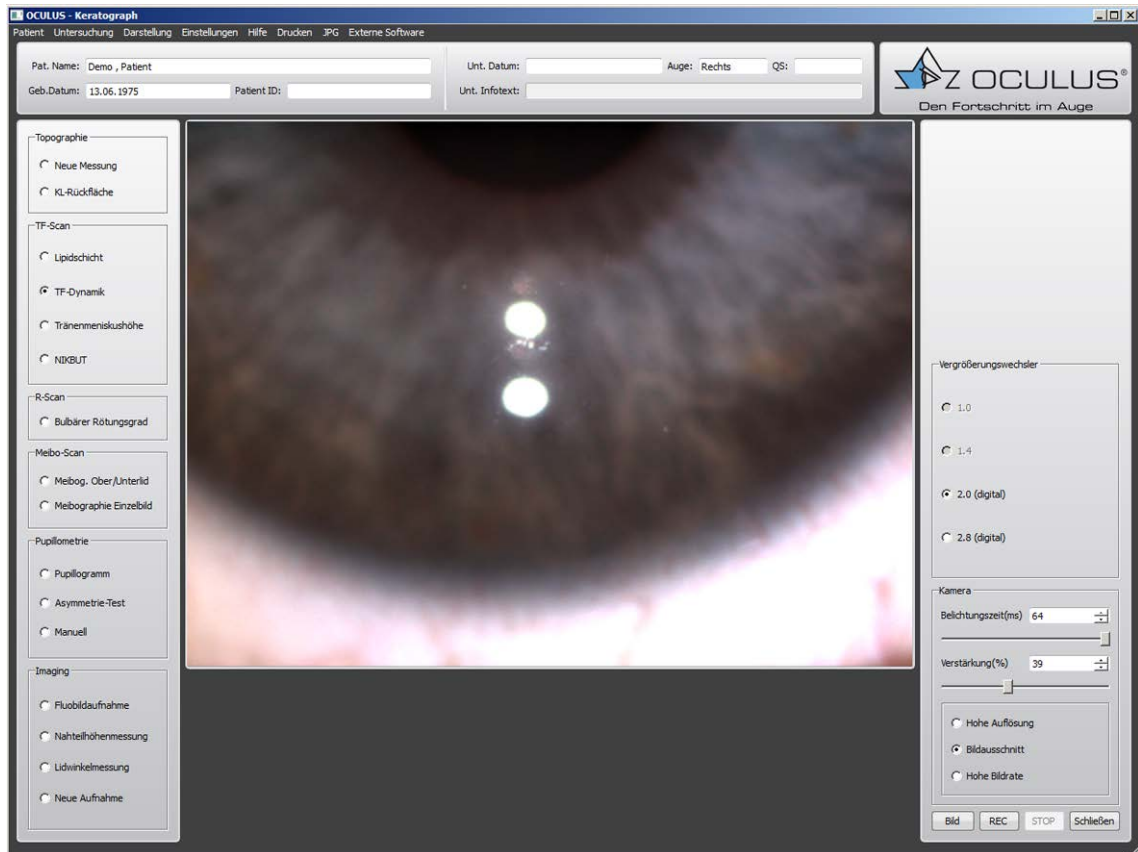 OCULUS - Keratograph
Patient Untersuchung Darstellung Einstellungen Hilfe Drucken JPG Externe Software
Pat. Name: Demo , Patient
Geb.Datum: 13.06.1975 Patient ID:
Unt. Datum: Auge: Rechts QS:
Unt. Infotext:
OCULUS®
Den Fortschritt im Auge
Topographie
Neue Messung
KL-Rückfläche
TF-Scan
Lipidschicht
TF-Dynamik
Tränenmeniskushöhe
NIKBUT
R-Scan
Bulbärer Rötungsgrad
Meibo-Scan
Meibog. Ober/Unterlid
Meibographie Einzelbild
Pupillometrie
Pupillogramm
Asymmetrie-Test
Manuell
Imaging
Fluobildaufnahme
Nahteilhöhenmessung
Lidwinkelmessung
Neue Aufnahme
Vergrößerungswechsler
1.0
1.4
2.0 (digital)
2.8 (digital)
Kamera
Belichtungszeit(ms) 64
Verstärkung(%) 39
Hohe Auflösung
Bildausschnitt
Hohe Bildrate
Bild REC STOP Schließen